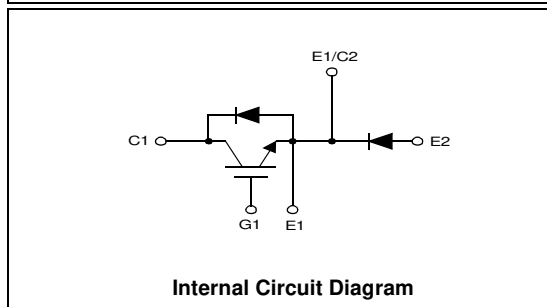 E1/C2
C1
E2
G1
E1
Internal Circuit Diagram